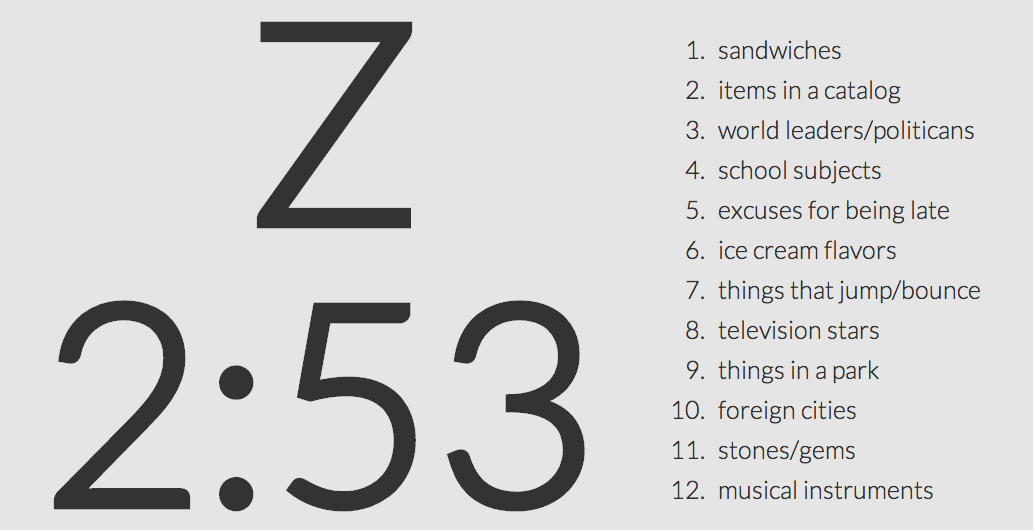 Z
2:53
1. sandwiches
2. items in a catalog
3. world leaders/politicans
4. school subjects
5. excuses for being late
6. ice cream flavors
7. things that jump/bounce
8. television stars
9. things in a park
10. foreign cities
11. stones/gems
12. musical instruments